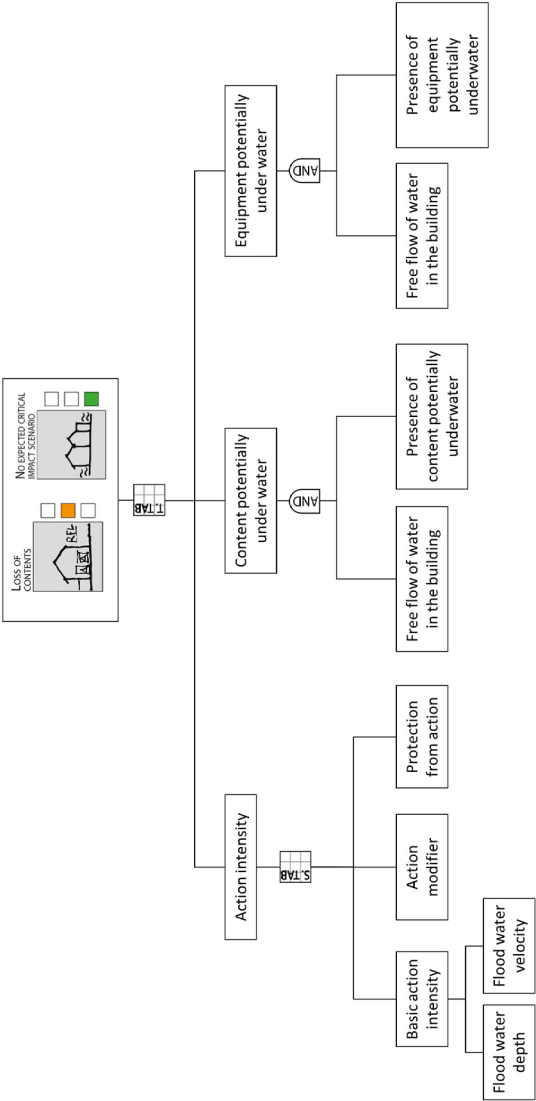 LOSS OF
CONTENTS
NO EXPECTED CRITICAL
IMPACT SCENARIO
T. TAB
Action intensity
Content potentially
under water
Equipment potentially
under water
S.TAB
AND
AND
Basic action
intensity
Action
modifier
Protection
from action
Free flow of water
in the building
Presence of
content potentially
underwater
Free flow of water
in the building
Presence of
equipment
potentially
underwater
Flood water
depth
Flood water
velocity